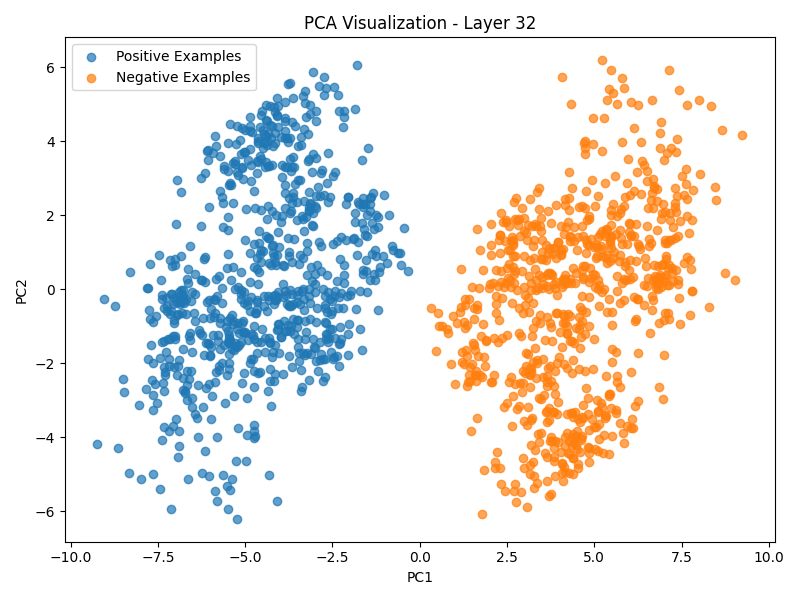 PCA Visualization - Layer 32
Positive Examples
Negative Examples
6
4
2
0
−2
−4
−6
PC2
−10.0 −7.5 −5.0 −2.5 0.0 2.5 5.0 7.5 10.0
PC1